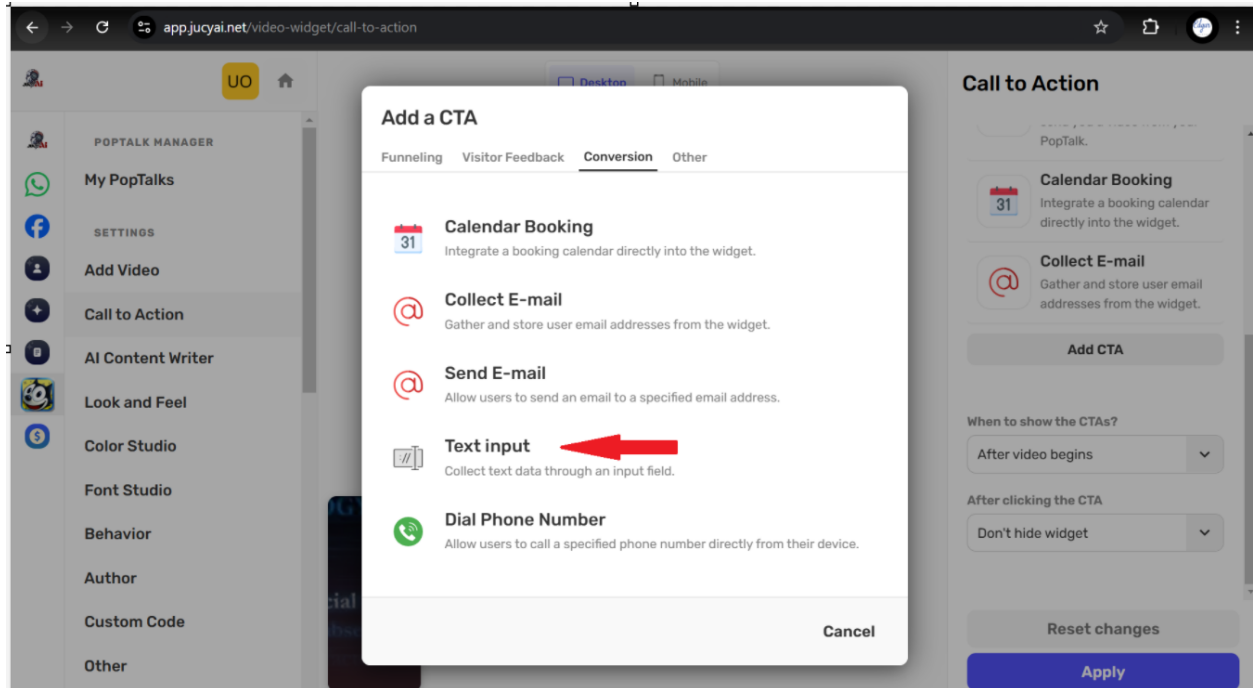 app.jucyai.net/video-widget/call-to-action
UO
POPTALK MANAGER
My PopTalks
SETTINGS
Add Video
Call to Action
AI Content Writer
Look and Feel
Color Studio
Font Studio
Behavior
Author
Custom Code
Other
Desktop
Mobile
Add a CTA
Funneling
Visitor Feedback
Conversion
Other
31
Calendar Booking
Integrate a booking calendar directly into the widget.
Collect E-mail
Gather and store user email addresses from the widget.
Send E-mail
Allow users to send an email to a specified email address.
Text input
Collect text data through an input field.
Dial Phone Number
Allow users to call a specified phone number directly from their device.
Cancel
Call to Action
PopTalk.
31
Calendar Booking
Integrate a booking calendar
directly into the widget.
Collect E-mail
Gather and store user email
addresses from the widget.
Add CTA
When to show the CTAs?
After video begins
After clicking the CTA
Don't hide widget
Reset changes
Apply